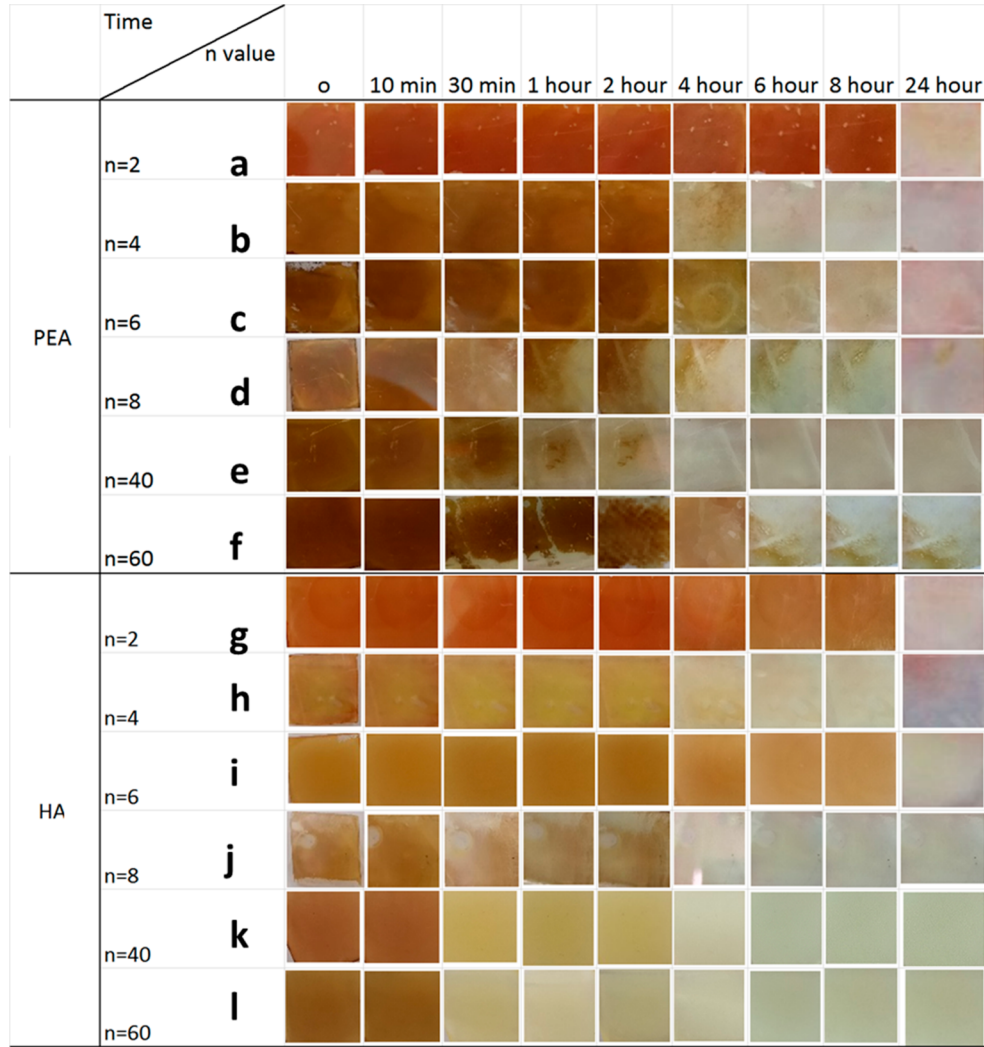 Time
n value
o 10 min 30 min 1 hour 2 hour 4 hour 6 hour 8 hour 24 hour
n=2 a
n=4 b
PEA
n=6 c
n=8 d
n=40 e
n=60 f
n=2 g
n=4 h
HA
n=6 i
n=8 j
n=40 k
n=60 l